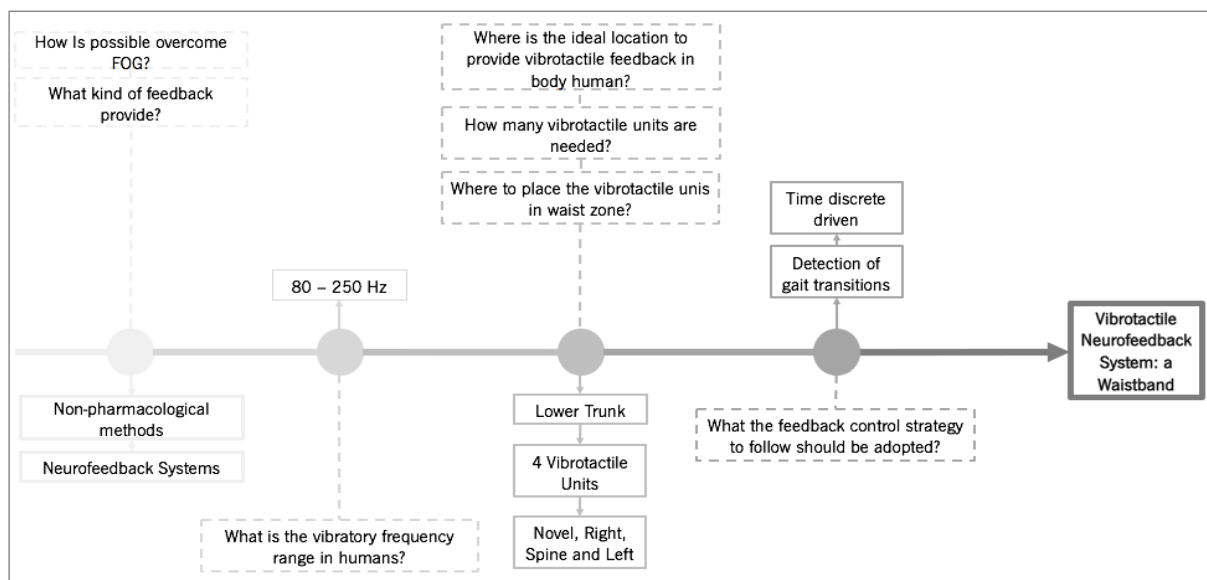 How Is possible overcome
FOG?
What kind of feedback
provide?
Non-pharmacological
methods
Neurofeedback Systems
80 – 250 Hz
What is the vibratory frequency
range in humans?
Where is the ideal location to
provide vibrotactile feedback in
body human?
How many vibrotactile units are
needed?
Where to place the vibrotactile unis
in waist zone?
Lower Trunk
4 Vibrotactile
Units
Novel, Right,
Spine and Left
Time discrete
driven
Detection of
gait transitions
What the feedback control strategy
to follow should be adopted?
Vibrotactile
Neurofeedback
System: a
Waistband